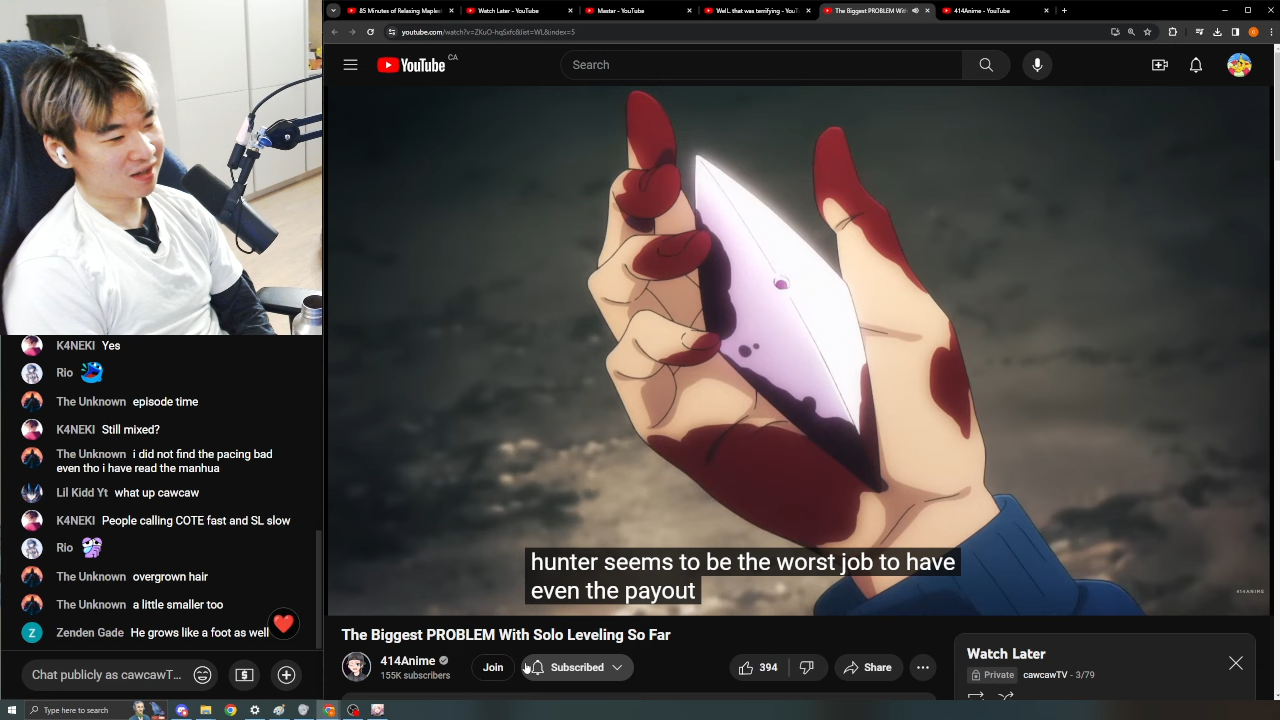 85 Minutes of Relaxing Maplew
Watch Later - YouTube
Master - YouTube
Well, that was terrifying - YouT
The Biggest PROBLEM With
414Anime - YouTube
youtube.com/watch?v=ZKuO-hqSxfc&list=WL&index=5
YouTube CA
Search
K4NEKI Yes
Rio
The Unknown episode time
K4NEKI Still mixed?
The Unknown i did not find the pacing bad
even tho i have read the manhua
Lil Kidd Yt what up cawcaw
K4NEKI People calling COTE fast and SL slow
Rio
The Unknown overgrown hair
The Unknown a little smaller too
Z Zenden Gade He grows like a foot as well
Chat publicly as cawcawT...
hunter seems to be the worst job to have
even the payout
414ANIME
The Biggest PROBLEM With Solo Leveling So Far
414Anime
155K subscribers
Join
Subscribed
394
Share
Watch Later
Private cawcawTV - 3/79
Type here to search